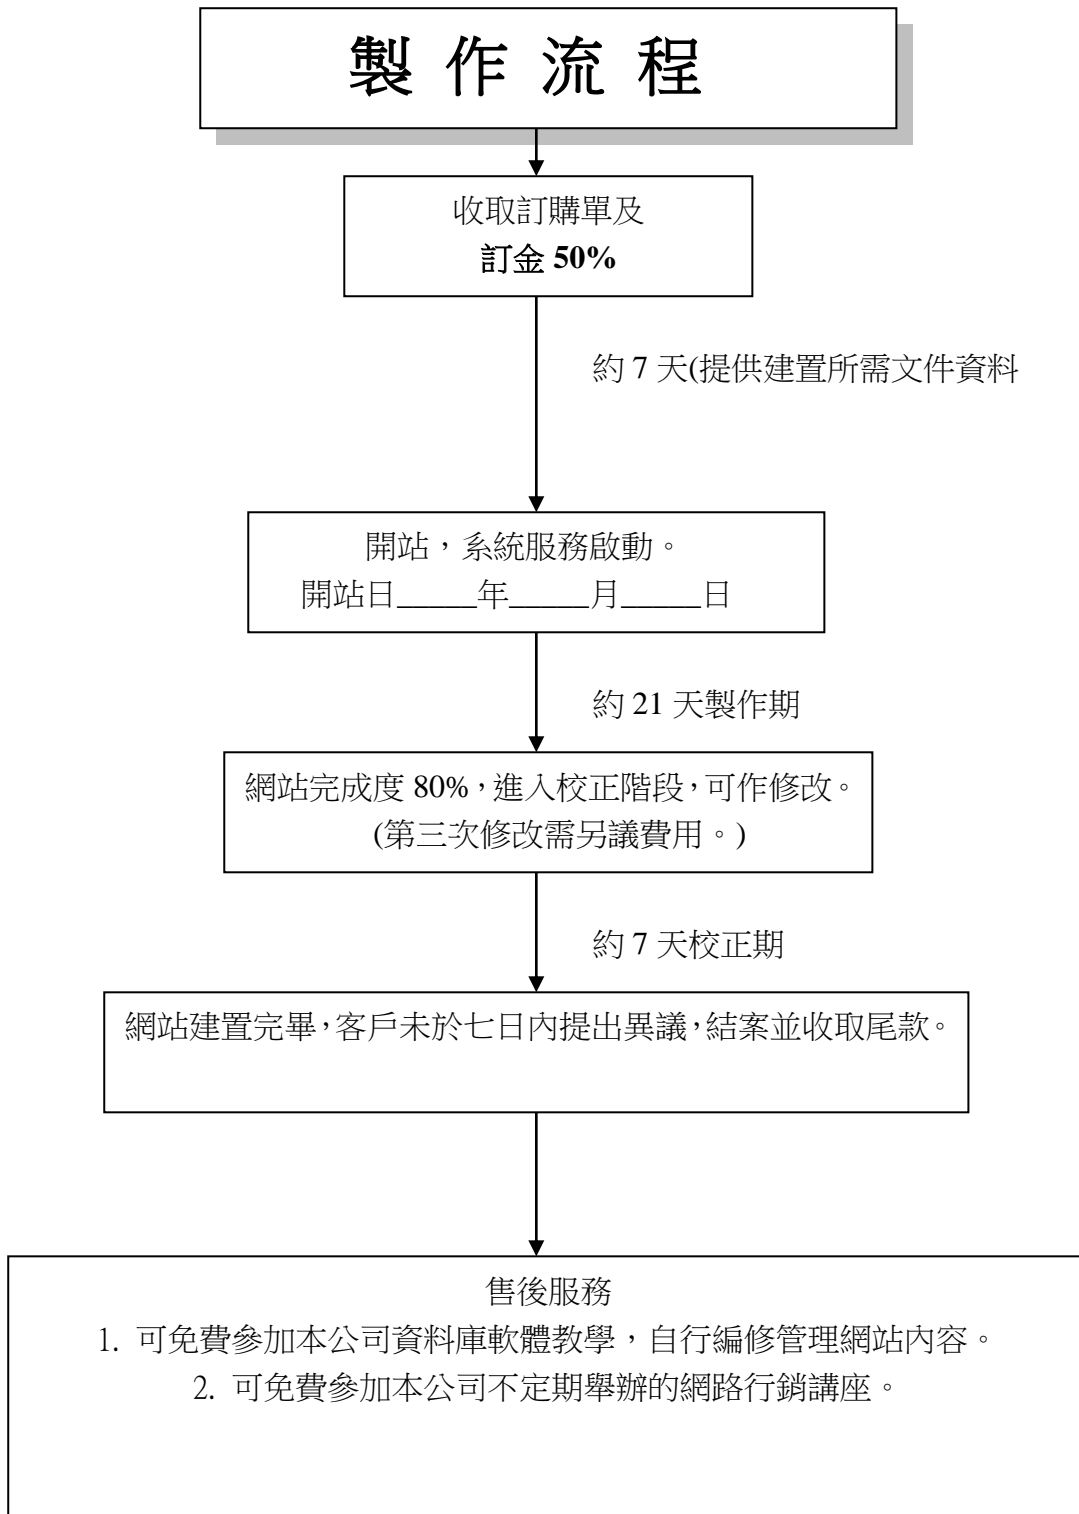 製 作 流 程
收取訂購單及
訂金 50%
約 7 天(提供建置所需文件資料
開站，系統服務啟動。
開站日_____年_____月_____日
約 21 天製作期
網站完成度 80%，進入校正階段，可作修改。
(第三次修改需另議費用。)
約 7 天校正期
網站建置完畢，客戶未於七日內提出異議，結案並收取尾款。
售後服務
1. 可免費參加本公司資料庫軟體教學，自行編修管理網站內容。
2. 可免費參加本公司不定期舉辦的網路行銷講座。